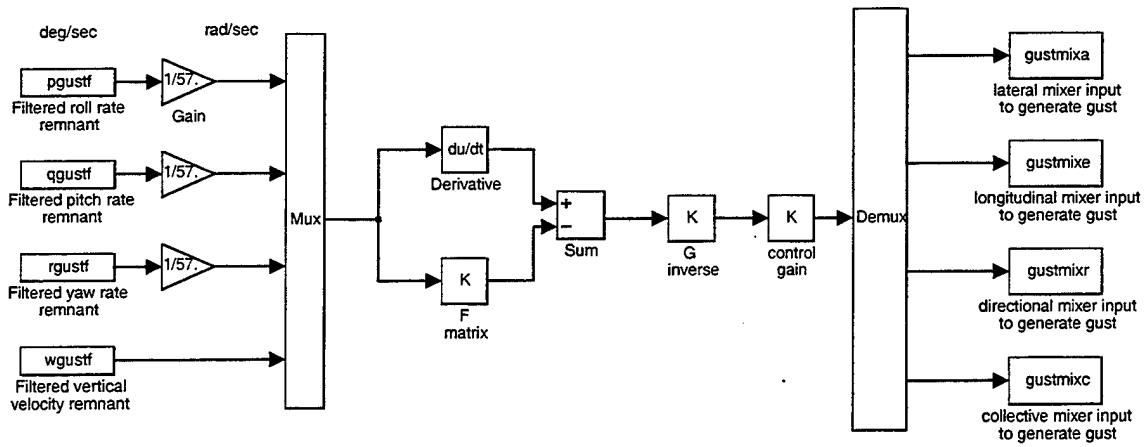 deg/sec
rad/sec
pgustf
1/57.
Filtered roll rate
remnant
Gain
qgustf
1/57.
Filtered pitch rate
remnant
rgustf
1/57.
Filtered yaw rate
remnant
wgustf
Filtered vertical
velocity remnant
Mux
du/dt
Derivative
K
F
matrix
+
−
Sum
K
G
inverse
K
control
gain
Demux
gustmixa
lateral mixer input
to generate gust
gustmixe
longitudinal mixer input
to generate gust
gustmixr
directional mixer input
to generate gust
gustmixc
collective mixer input
to generate gust